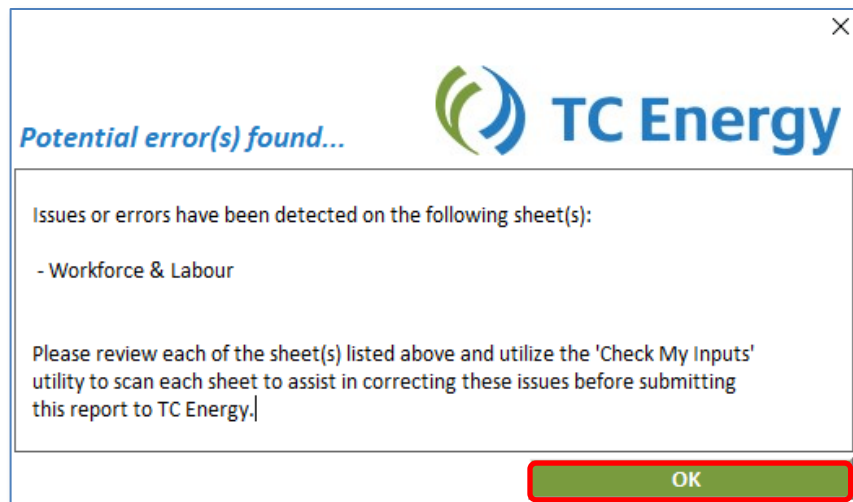 TC Energy
Potential error(s) found...
Issues or errors have been detected on the following sheet(s):
- Workforce & Labour
Please review each of the sheet(s) listed above and utilize the 'Check My Inputs'
utility to scan each sheet to assist in correcting these issues before submitting
this report to TC Energy.
OK